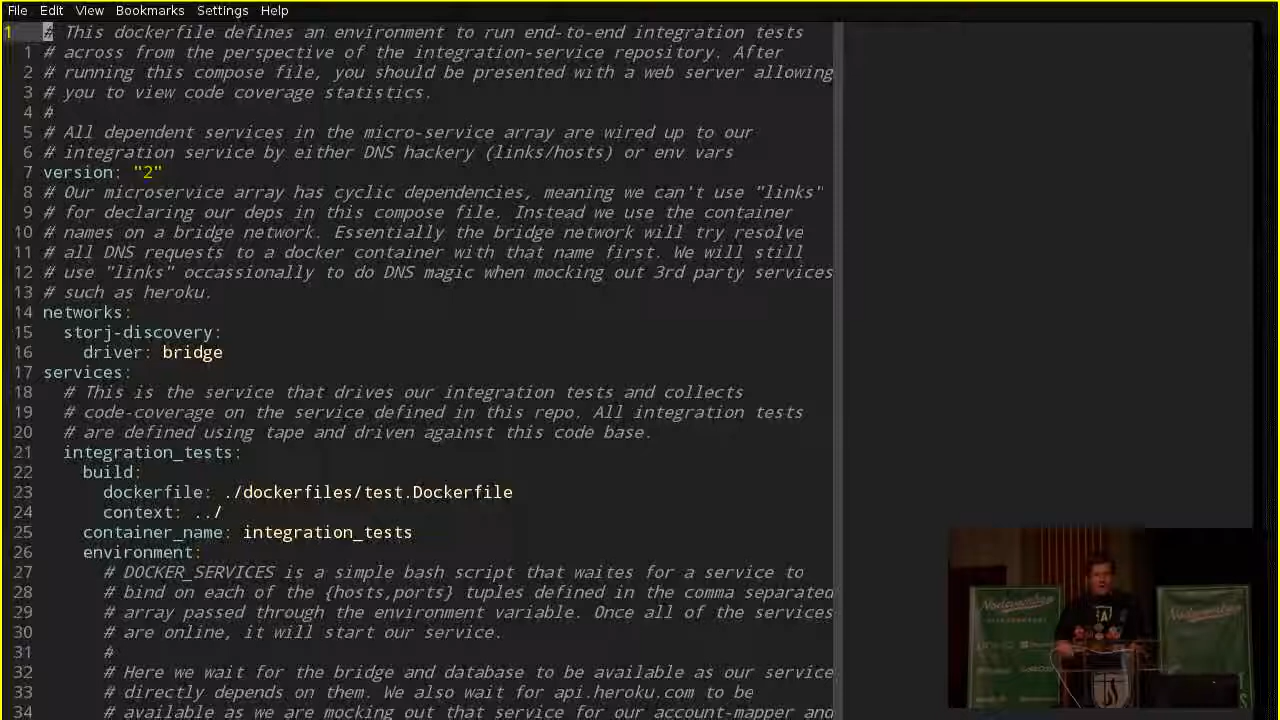 File Edit View Bookmarks Settings Help
1 # This dockerfile defines an environment to run end-to-end integration tests
1 # across from the perspective of the integration-service repository. After
2 # running this compose file, you should be presented with a web server allowing
3 # you to view code coverage statistics.
4 #
5 # All dependent services in the micro-service array are wired up to our
6 # integration service by either DNS hackery (links/hosts) or env vars
7 version: "2"
8 # Our microservice array has cyclic dependencies, meaning we can't use "links"
9 # for declaring our deps in this compose file. Instead we use the container
10 # names on a bridge network. Essentially the bridge network will try resolve
11 # all DNS requests to a docker container with that name first. We will still
12 # use "links" occassionally to do DNS magic when mocking out 3rd party services
13 # such as heroku.
14 networks:
15 storj-discovery:
16 driver: bridge
17 services:
18 # This is the service that drives our integration tests and collects
19 # code-coverage on the service defined in this repo. All integration tests
20 # are defined using tape and driven against this code base.
21 integration_tests:
22 build:
23 dockerfile: ./dockerfiles/test.Dockerfile
24 context: ../
25 container_name: integration_tests
26 environment:
27 # DOCKER_SERVICES is a simple bash script that waites for a service to
28 # bind on each of the {hosts,ports} tuples defined in the comma separated
29 # array passed through the environment variable. Once all of the services
30 # are online, it will start our service.
31 #
32 # Here we wait for the bridge and database to be available as our service
33 # directly depends on them. We also wait for api.heroku.com to be
34 # available as we are mocking out that service for our account-mapper and
Nodevember
Nodevember